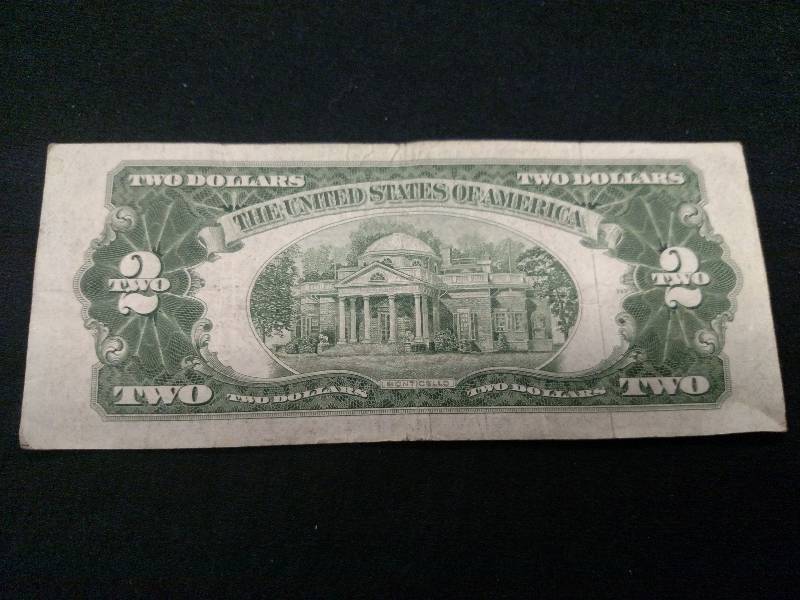 TWO DOLLARS TWO DOLLARS
THE UNITED STATES OF AMERICA
2 2
TWO TWO
MONTICELLO
TWO TWO DOLLARS TWO DOLLARS TWO